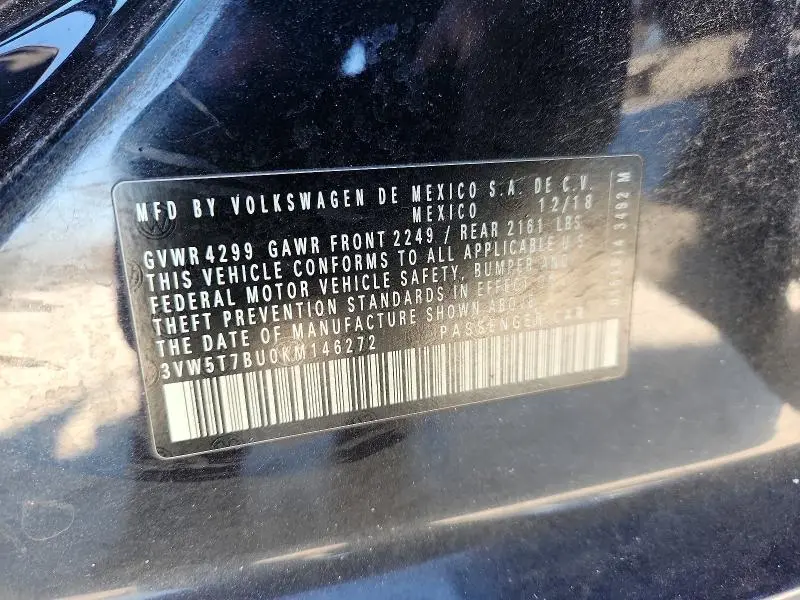 MFD BY VOLKSWAGEN DE MEXICO S.A. DE C.V.
MEXICO 12/18
GVWR 4299 GAWR FRONT 2249 / REAR 2161 LBS
THIS VEHICLE CONFORMS TO ALL APPLICABLE U.S.
FEDERAL MOTOR VEHICLE SAFETY, BUMPER AND
THEFT PREVENTION STANDARDS IN EFFECT
THE DATE OF MANUFACTURE SHOWN ABOVE
3VW5T7BU0KM146272 PASSENGER CAR
3492 M